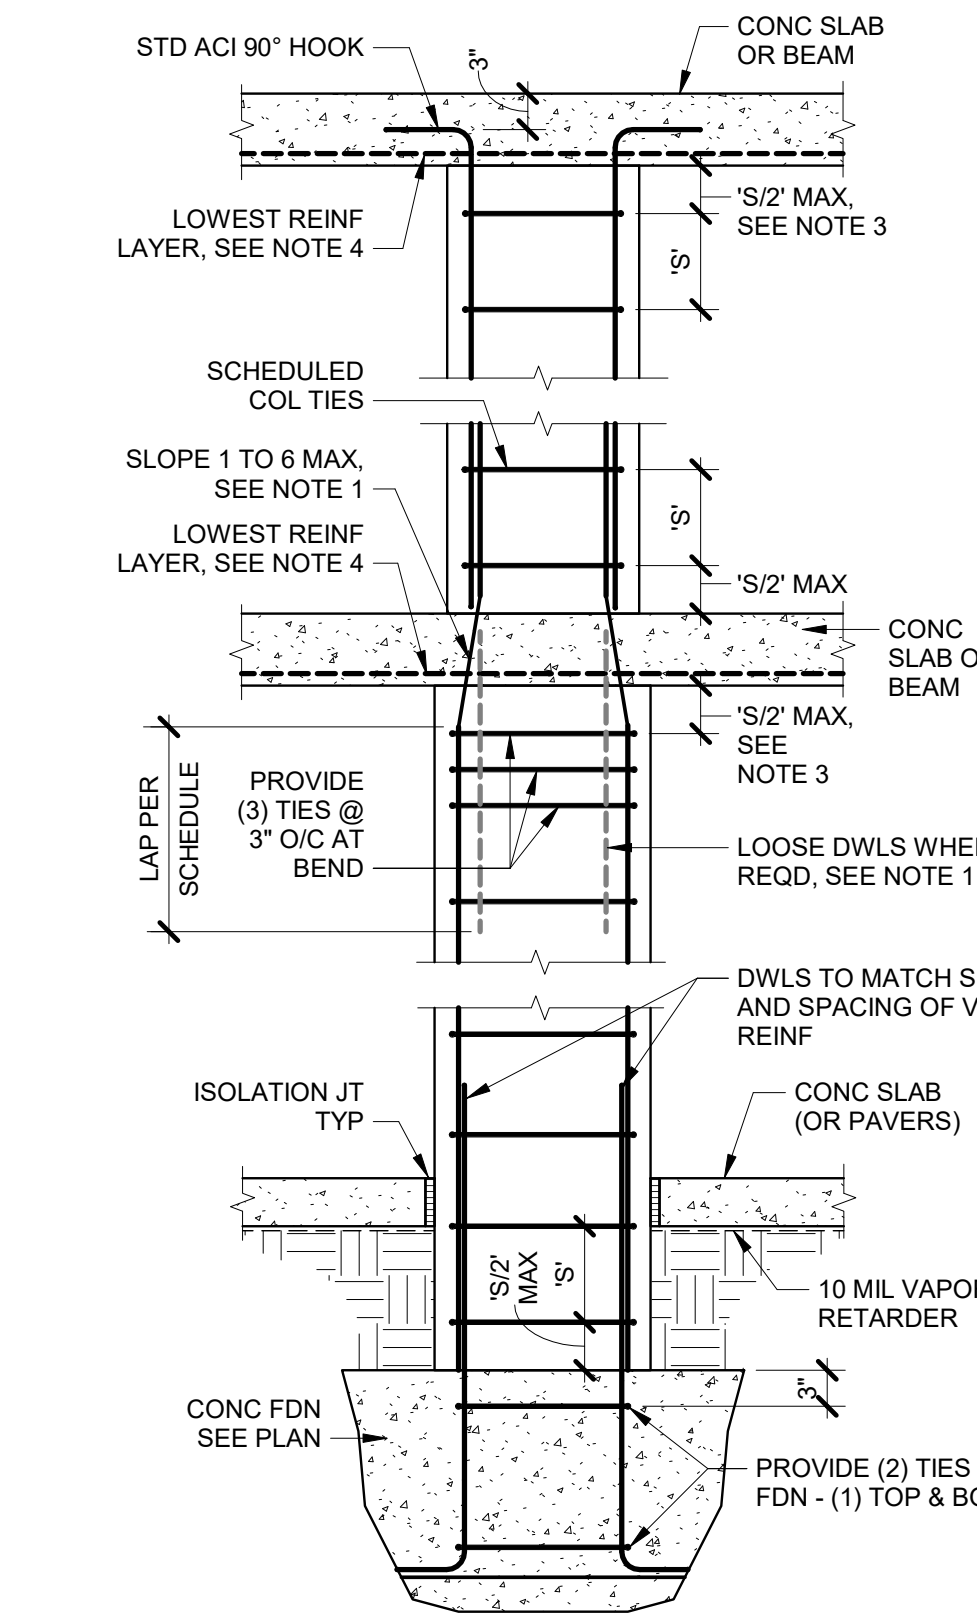 STD ACI 90° HOOK
3"
CONC SLAB
OR BEAM
LOWEST REINF
LAYER, SEE NOTE 4
'S/2' MAX,
SEE NOTE 3
'S'
SCHEDULED
COL TIES
SLOPE 1 TO 6 MAX,
SEE NOTE 1
'S'
LOWEST REINF
LAYER, SEE NOTE 4
'S/2' MAX
CONC
SLAB
BEAM
'S/2' MAX,
SEE
NOTE 3
LAP PER
SCHEDULE
PROVIDE
(3) TIES @
3" O/C AT
BEND
LOOSE DWLS
REQD, SEE NOTE 1
DWLS TO MATCH
AND SPACING OF
REINF
ISOLATION JT
TYP
CONC SLAB
(OR PAVERS)
'S/2'
MAX
'S'
10 MIL
RETARDER
3"
CONC FDN
SEE PLAN
PROVIDE (2) TIES
FDN - (1) TOP &